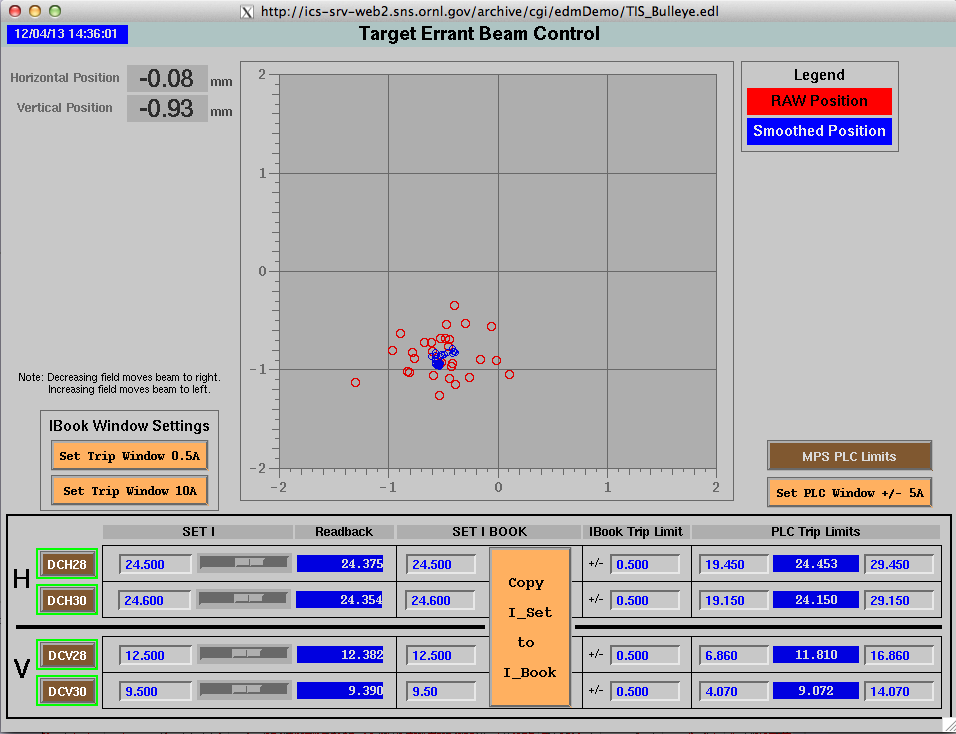 http://ics-srv-web2.sns.ornl.gov/archive/cgi/edmDemo/TIS_Bulleye.edl
12/04/13 14:36:01
Target Errant Beam Control
Horizontal Position -0.08 mm
Vertical Position -0.93 mm
2
1
0
-1
-2
-2 -1 0 1 2
Legend
RAW Position
Smoothed Position
Note: Decreasing field moves beam to right.
Increasing field moves beam to left.
IBook Window Settings
Set Trip Window 0.5A
Set Trip Window 10A
MPS PLC Limits
Set PLC Window +/- 5A
SET I Readback SET I BOOK IBook Trip Limit PLC Trip Limits
H
DCH28 24.500 24.375 24.500 +/- 0.500 19.450 24.453 29.450
DCH30 24.600 24.354 24.600 +/- 0.500 19.150 24.150 29.150
V
DCV28 12.500 12.382 12.500 +/- 0.500 6.860 11.810 16.860
DCV30 9.500 9.390 9.50 +/- 0.500 4.070 9.072 14.070
Copy
I_Set
to
I_Book